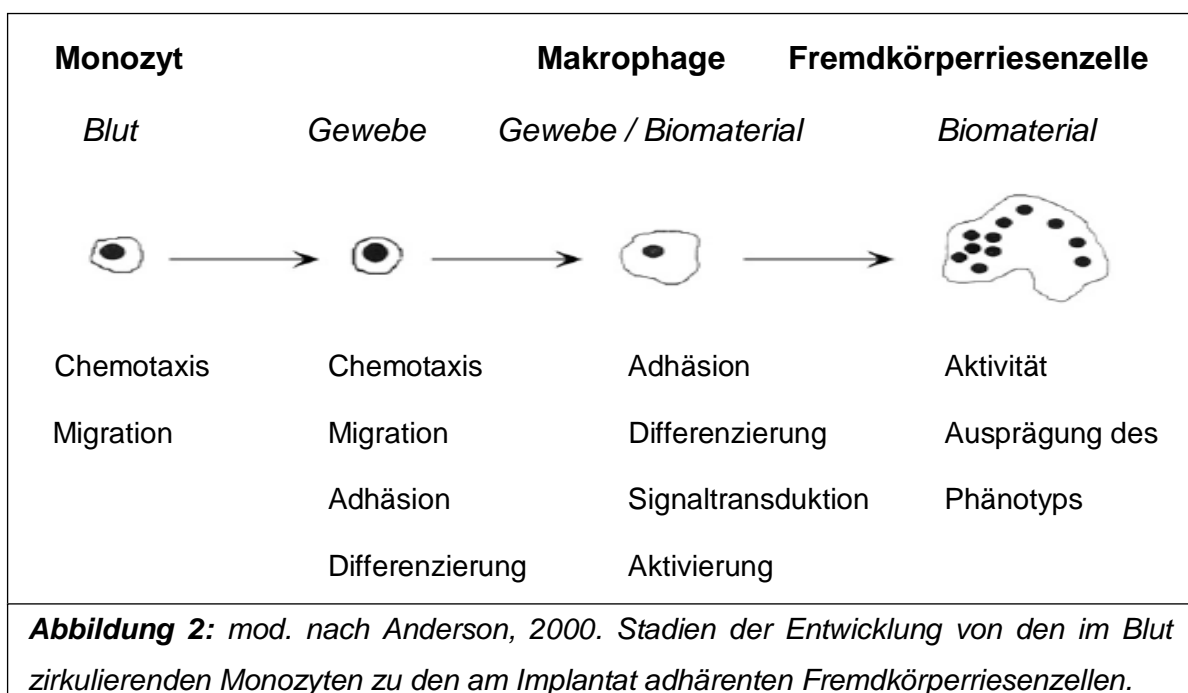 Monozyt Makrophage Fremdkörperriesenzelle
Blut Gewebe Gewebe / Biomaterial Biomaterial
Chemotaxis Chemotaxis Adhäsion Aktivität
Migration Migration Differenzierung Ausprägung des
Adhäsion Signaltransduktion Phänotyps
Differenzierung Aktivierung
Abbildung 2: mod. nach Anderson, 2000. Stadien der Entwicklung von den im Blut
zirkulierenden Monozyten zu den am Implantat adhärenten Fremdkörperriesenzellen.